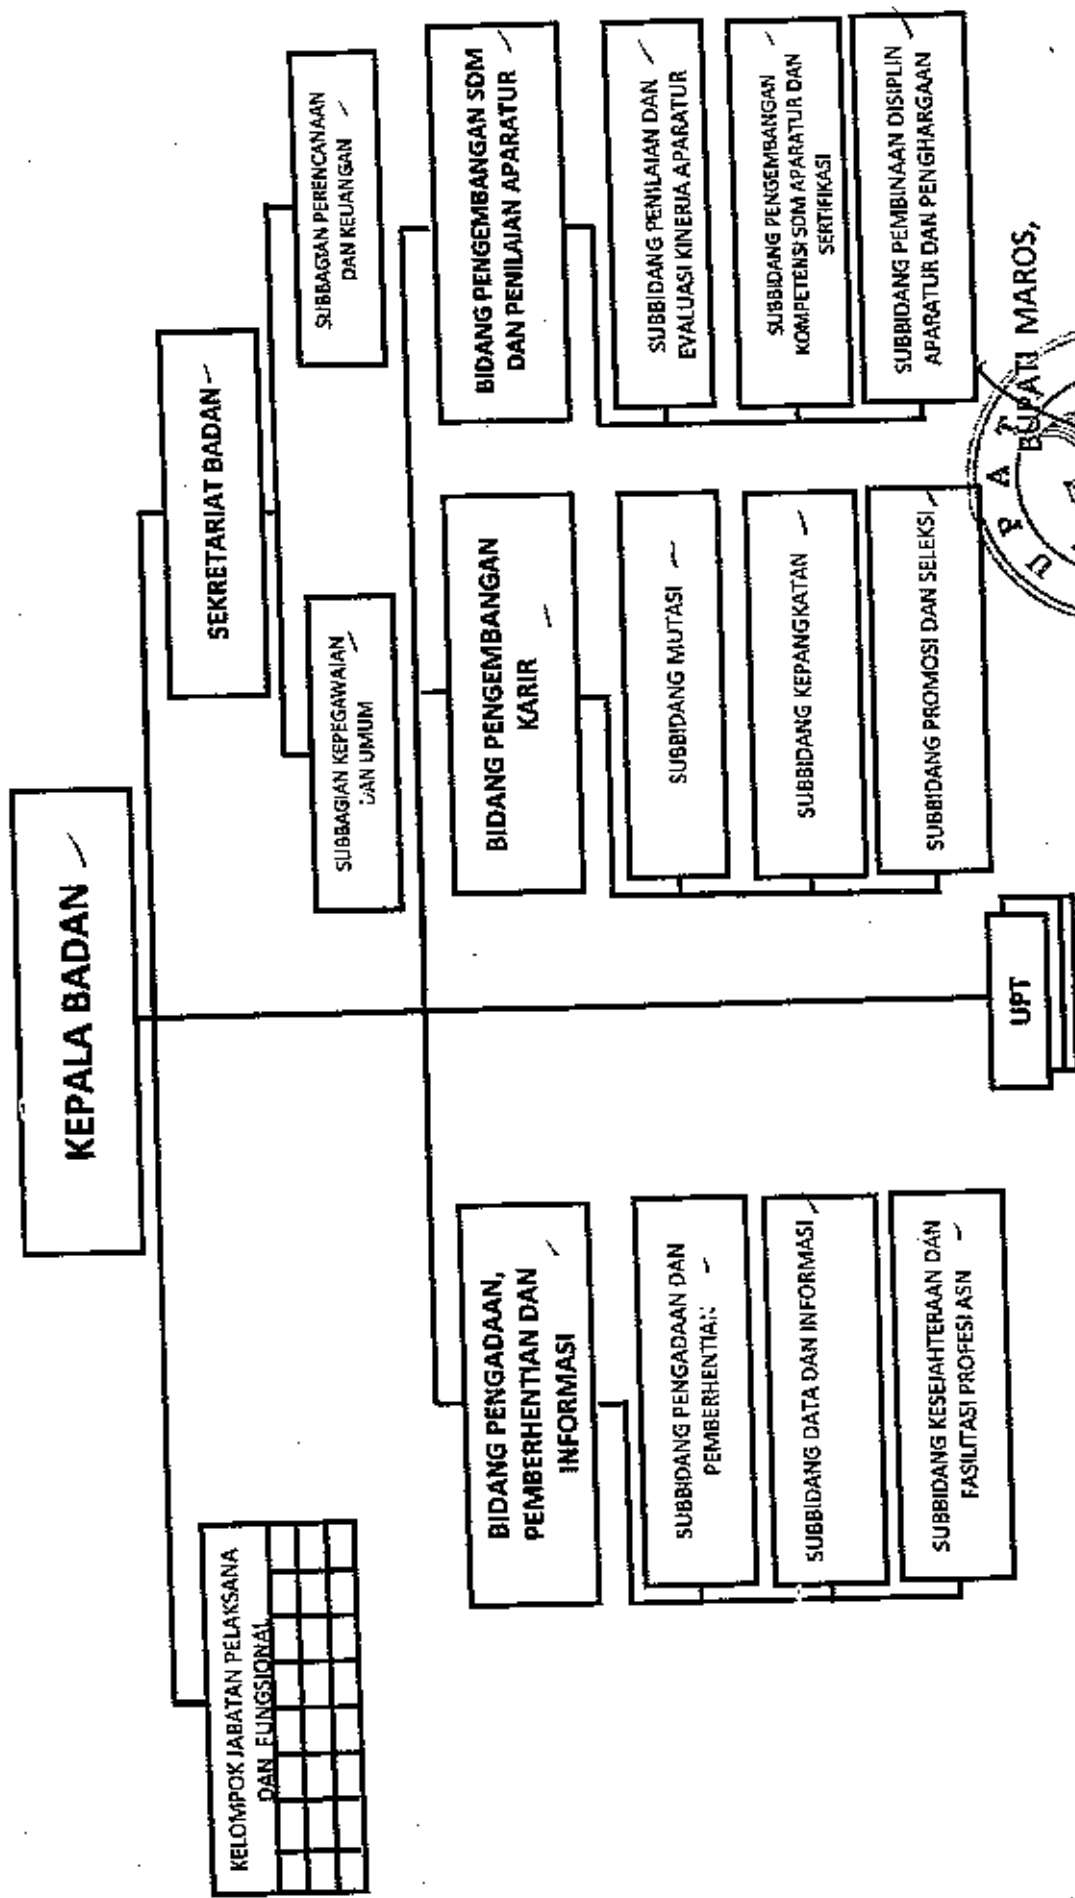 KEPALA BADAN
KELOMPOK JABATAN PELAKSANA
DAN FUNGSIONAL
SEKRETARIAT BADAN
SUBBAGIAN KEPEGAWAIAN
DAN UMUM
SUBBAGIAN PERENCANAAN
DAN KEUANGAN
BIDANG PENGADAAN,
PEMBERHENTIAN DAN
INFORMASI
SUBBIDANG PENGADAAN DAN
PEMBERHENTIAN
SUBBIDANG DATA DAN INFORMASI
SUBBIDANG KESEJAHTERAAN DAN
FASILITASI PROFESI ASN
BIDANG PENGEMBANGAN
KARIR
SUBBIDANG MUTASI
SUBBIDANG KEPANGKATAN
SUBBIDANG PROMOSI DAN SELEKSI
BIDANG PENGEMBANGAN SDM
DAN PENILAIAN APARATUR
SUBBIDANG PENILAIAN DAN
EVALUASI KINERJA APARATUR
SUBBIDANG PENGEMBANGAN
KOMPETENSI SDM APARATUR DAN
SERTIFIKASI
SUBBIDANG PEMBINAAN DISIPLIN
APARATUR DAN PENGHARGAAN
UPT
BUPATI MAROS,
U P A T